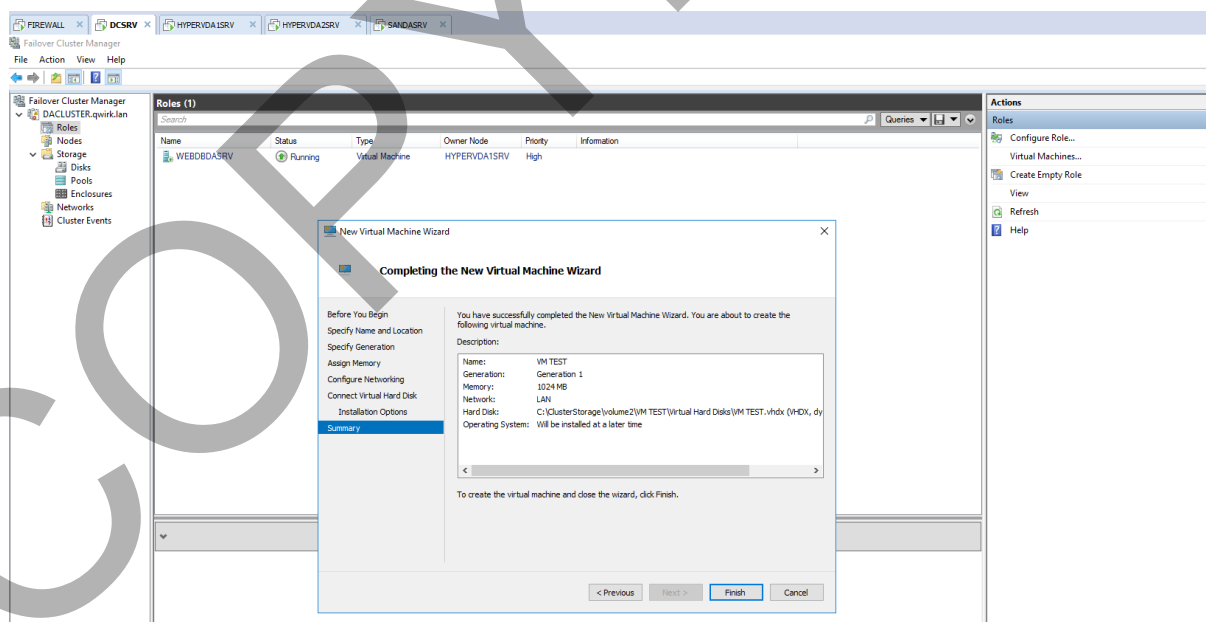 FIREWALL DCSRV HYPERVDA1SRV HYPERVDA2SRV SANDASRV
Failover Cluster Manager
File Action View Help
Failover Cluster Manager
DACLUSTER.qwirk.lan
Roles
Nodes
Storage
Disks
Pools
Enclosures
Networks
Cluster Events
Roles (1)
Search
Queries
Name Status Type Owner Node Priority Information
WEBDBDASRV Running Virtual Machine HYPERVDA1SRV High
Actions
Roles
Configure Role...
Virtual Machines...
Create Empty Role
View
Refresh
Help
New Virtual Machine Wizard
Completing the New Virtual Machine Wizard
Before You Begin
Specify Name and Location
Specify Generation
Assign Memory
Configure Networking
Connect Virtual Hard Disk
Installation Options
Summary
You have successfully completed the New Virtual Machine Wizard. You are about to create the
following virtual machine.
Description:
Name: VM TEST
Generation: Generation 1
Memory: 1024 MB
Network: LAN
Hard Disk: C:\ClusterStorage\volume2\VM TEST\Virtual Hard Disks\VM TEST.vhdx (VHDX, dy
Operating System: Will be installed at a later time
To create the virtual machine and close the wizard, click Finish.
< Previous Next > Finish Cancel
COPY